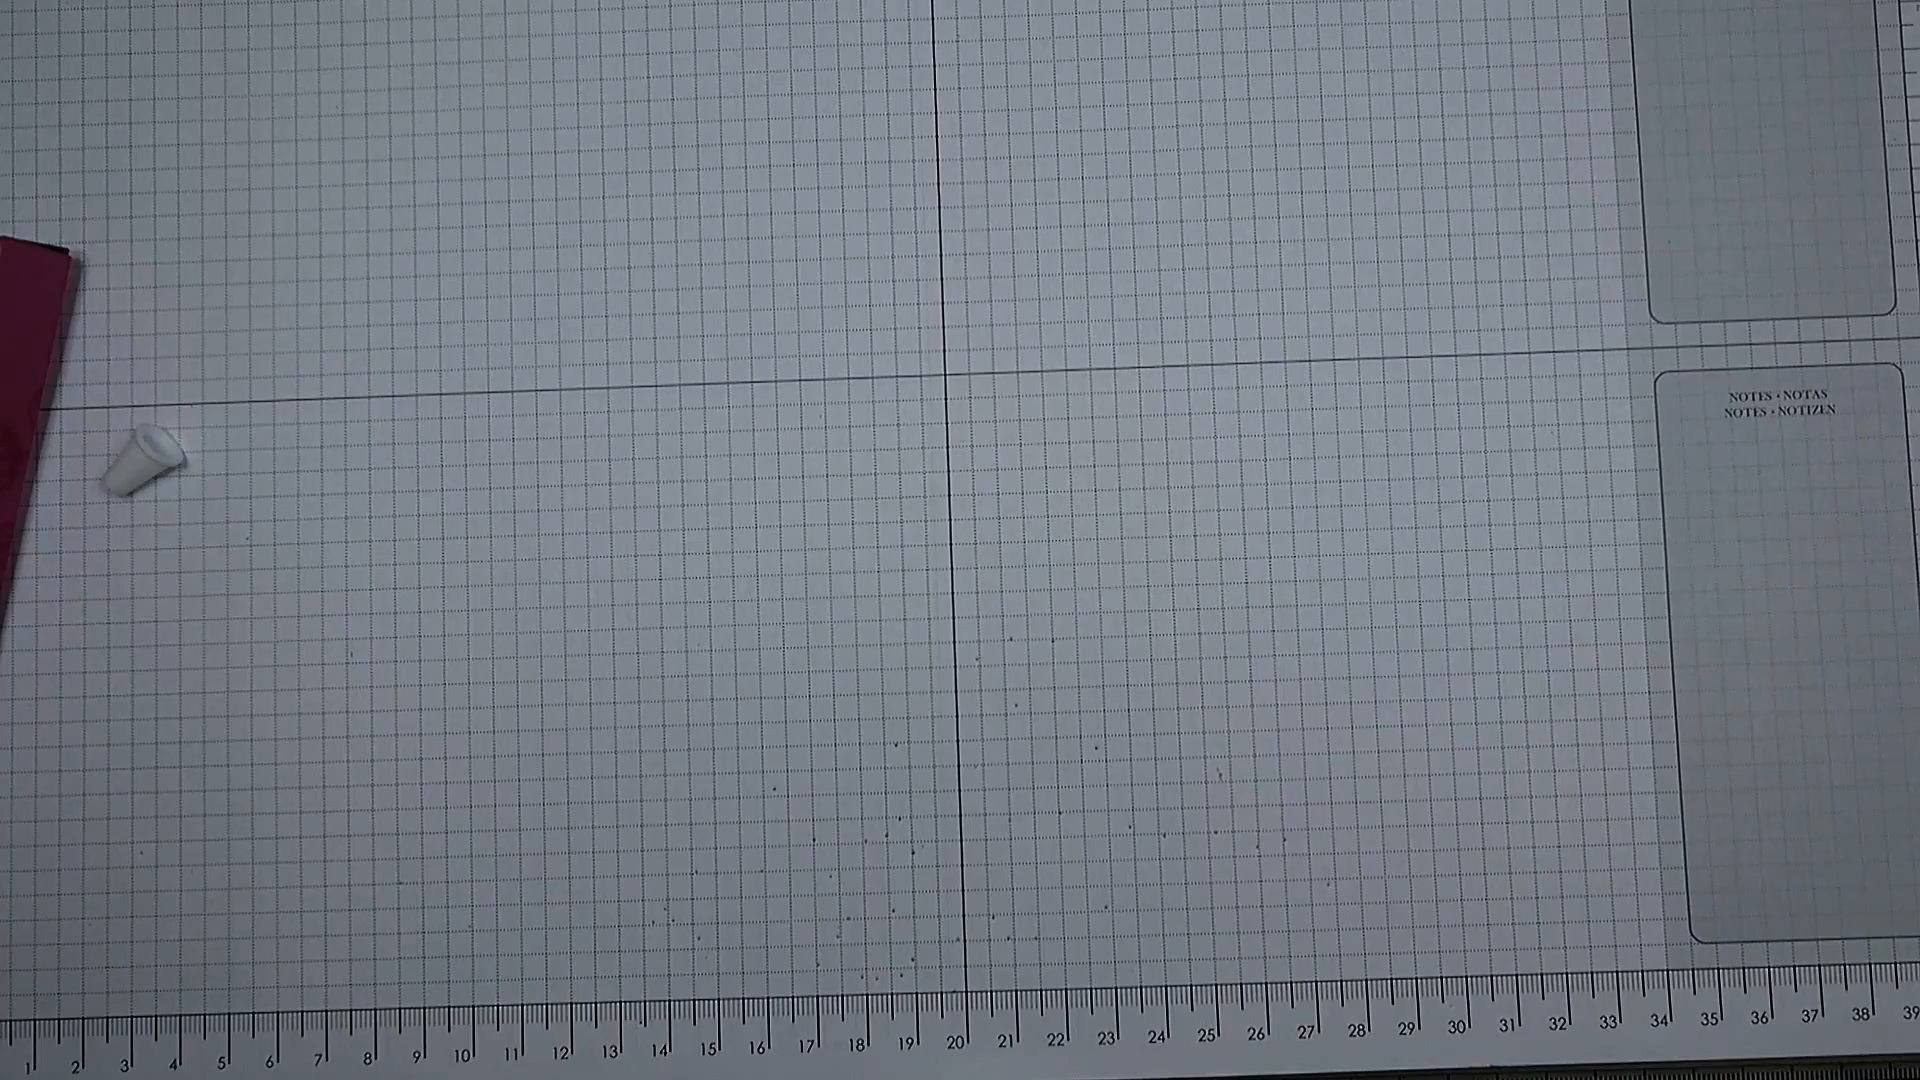 NOTES • NOTAS
NOTES • NOTIZEN
1 2 3 4 5 6 7 8 9 10 11 12 13 14 15 16 17 18 19 20 21 22 23 24 25 26 27 28 29 30 31 32 33 34 35 36 37 38 39